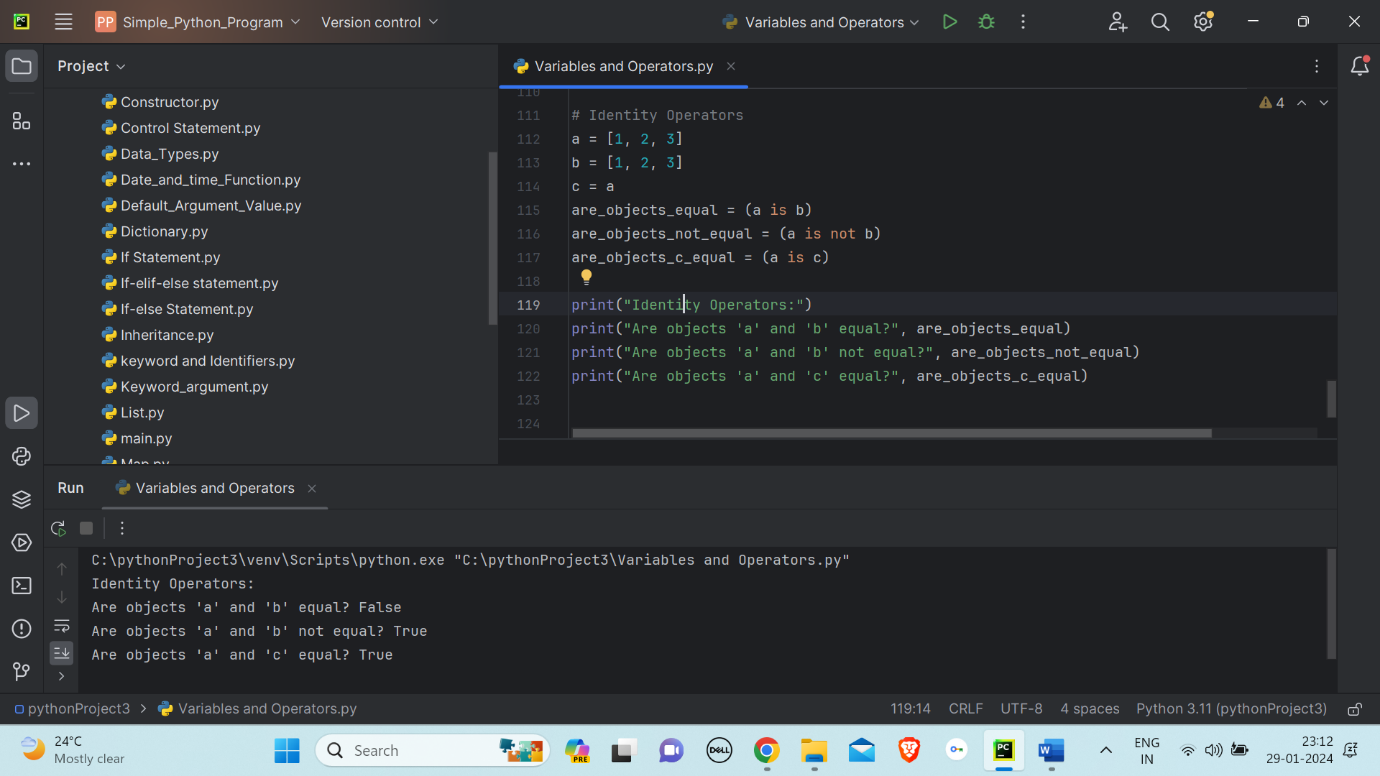 PC
PP Simple_Python_Program
Version control
Variables and Operators
Project
Constructor.py
Control Statement.py
Data_Types.py
Date_and_time_Function.py
Default_Argument_Value.py
Dictionary.py
If Statement.py
If-elif-else statement.py
If-else Statement.py
Inheritance.py
keyword and Identifiers.py
Keyword_argument.py
List.py
main.py
Map.py
Variables and Operators.py
4
110
111 # Identity Operators
112 a = [1, 2, 3]
113 b = [1, 2, 3]
114 c = a
115 are_objects_equal = (a is b)
116 are_objects_not_equal = (a is not b)
117 are_objects_c_equal = (a is c)
118
119 print("Identity Operators:")
120 print("Are objects 'a' and 'b' equal?", are_objects_equal)
121 print("Are objects 'a' and 'b' not equal?", are_objects_not_equal)
122 print("Are objects 'a' and 'c' equal?", are_objects_c_equal)
123
124
Run
Variables and Operators
C:\pythonProject3\venv\Scripts\python.exe "C:\pythonProject3\Variables and Operators.py"
Identity Operators:
Are objects 'a' and 'b' equal? False
Are objects 'a' and 'b' not equal? True
Are objects 'a' and 'c' equal? True
pythonProject3 > Variables and Operators.py
119:14 CRLF UTF-8 4 spaces Python 3.11 (pythonProject3)
24°C
Mostly clear
Search
PRE
DELL
PC
W
ENG
IN
23:12
29-01-2024